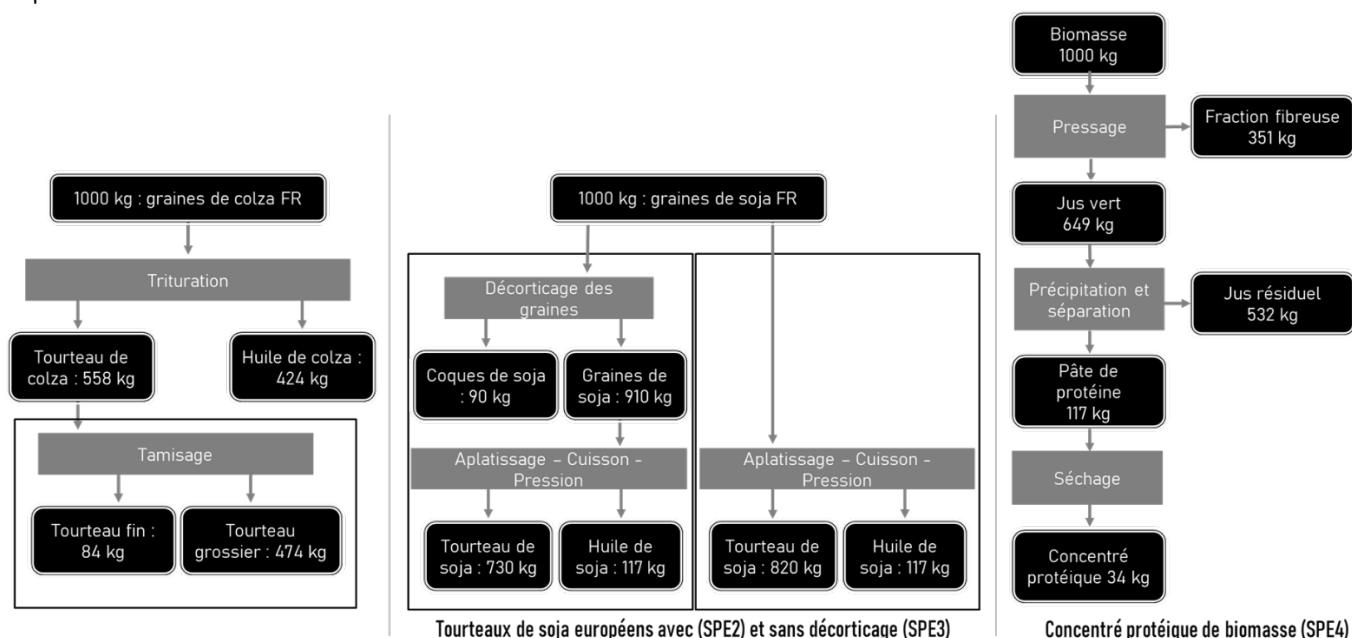 1000 kg : graines de colza FR
Trituration
Tourteau de
colza : 558 kg
Huile de colza :
424 kg
Tamisage
Tourteau fin :
84 kg
Tourteau
grossier : 474 kg
1000 kg : graines de soja FR
Décorticage des
graines
Coques de soja
: 90 kg
Graines de
soja : 910 kg
Aplatissage – Cuisson -
Pression
Tourteau de
soja : 730 kg
Huile de
soja : 117 kg
Aplatissage – Cuisson -
Pression
Tourteau de
soja : 820 kg
Huile de
soja : 117 kg
Tourteaux de soja européens avec (SPE2) et sans décorticage (SPE3)
Biomasse
1000 kg
Pressage
Fraction fibreuse
351 kg
Jus vert
649 kg
Précipitation et
séparation
Jus résiduel
532 kg
Pâte de
protéine
117 kg
Séchage
Concentré
protéique 34 kg
Concentré protéique de biomasse (SPE4)